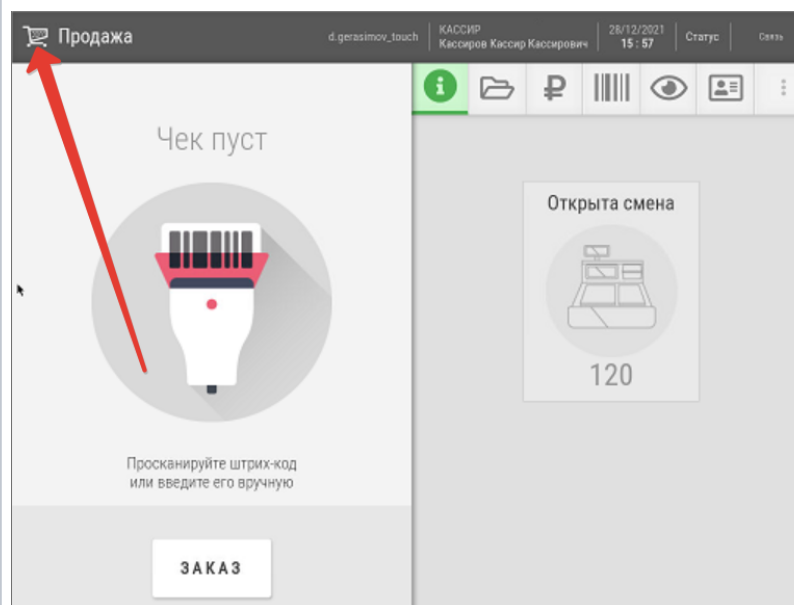 Продажа
d.gerasimov_touch
КАССИР
Кассиров Кассир Кассирович
28/12/2021
15 : 57
Статус
Связь
Чек пуст
Просканируйте штрих-код
или введите его вручную
ЗАКАЗ
Открыта смена
120